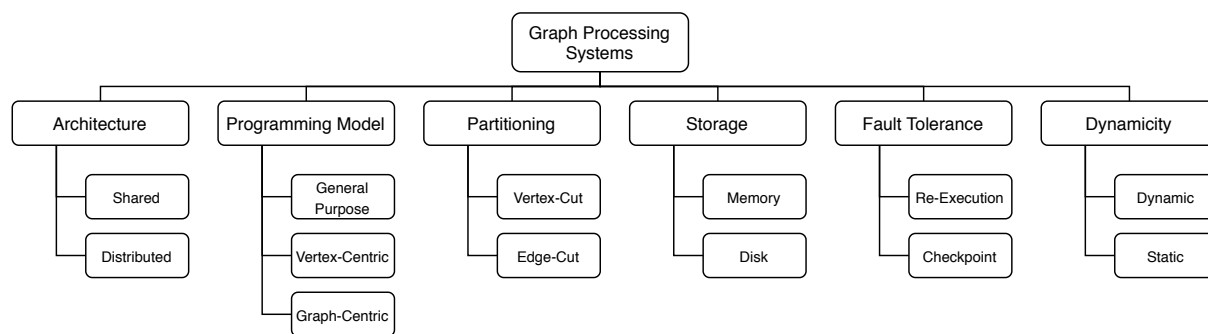 Graph Processing
Systems
Architecture
Programming Model
Partitioning
Storage
Fault Tolerance
Dynamicity
Shared
General
Purpose
Vertex-Cut
Memory
Re-Execution
Dynamic
Distributed
Vertex-Centric
Edge-Cut
Disk
Checkpoint
Static
Graph-Centric